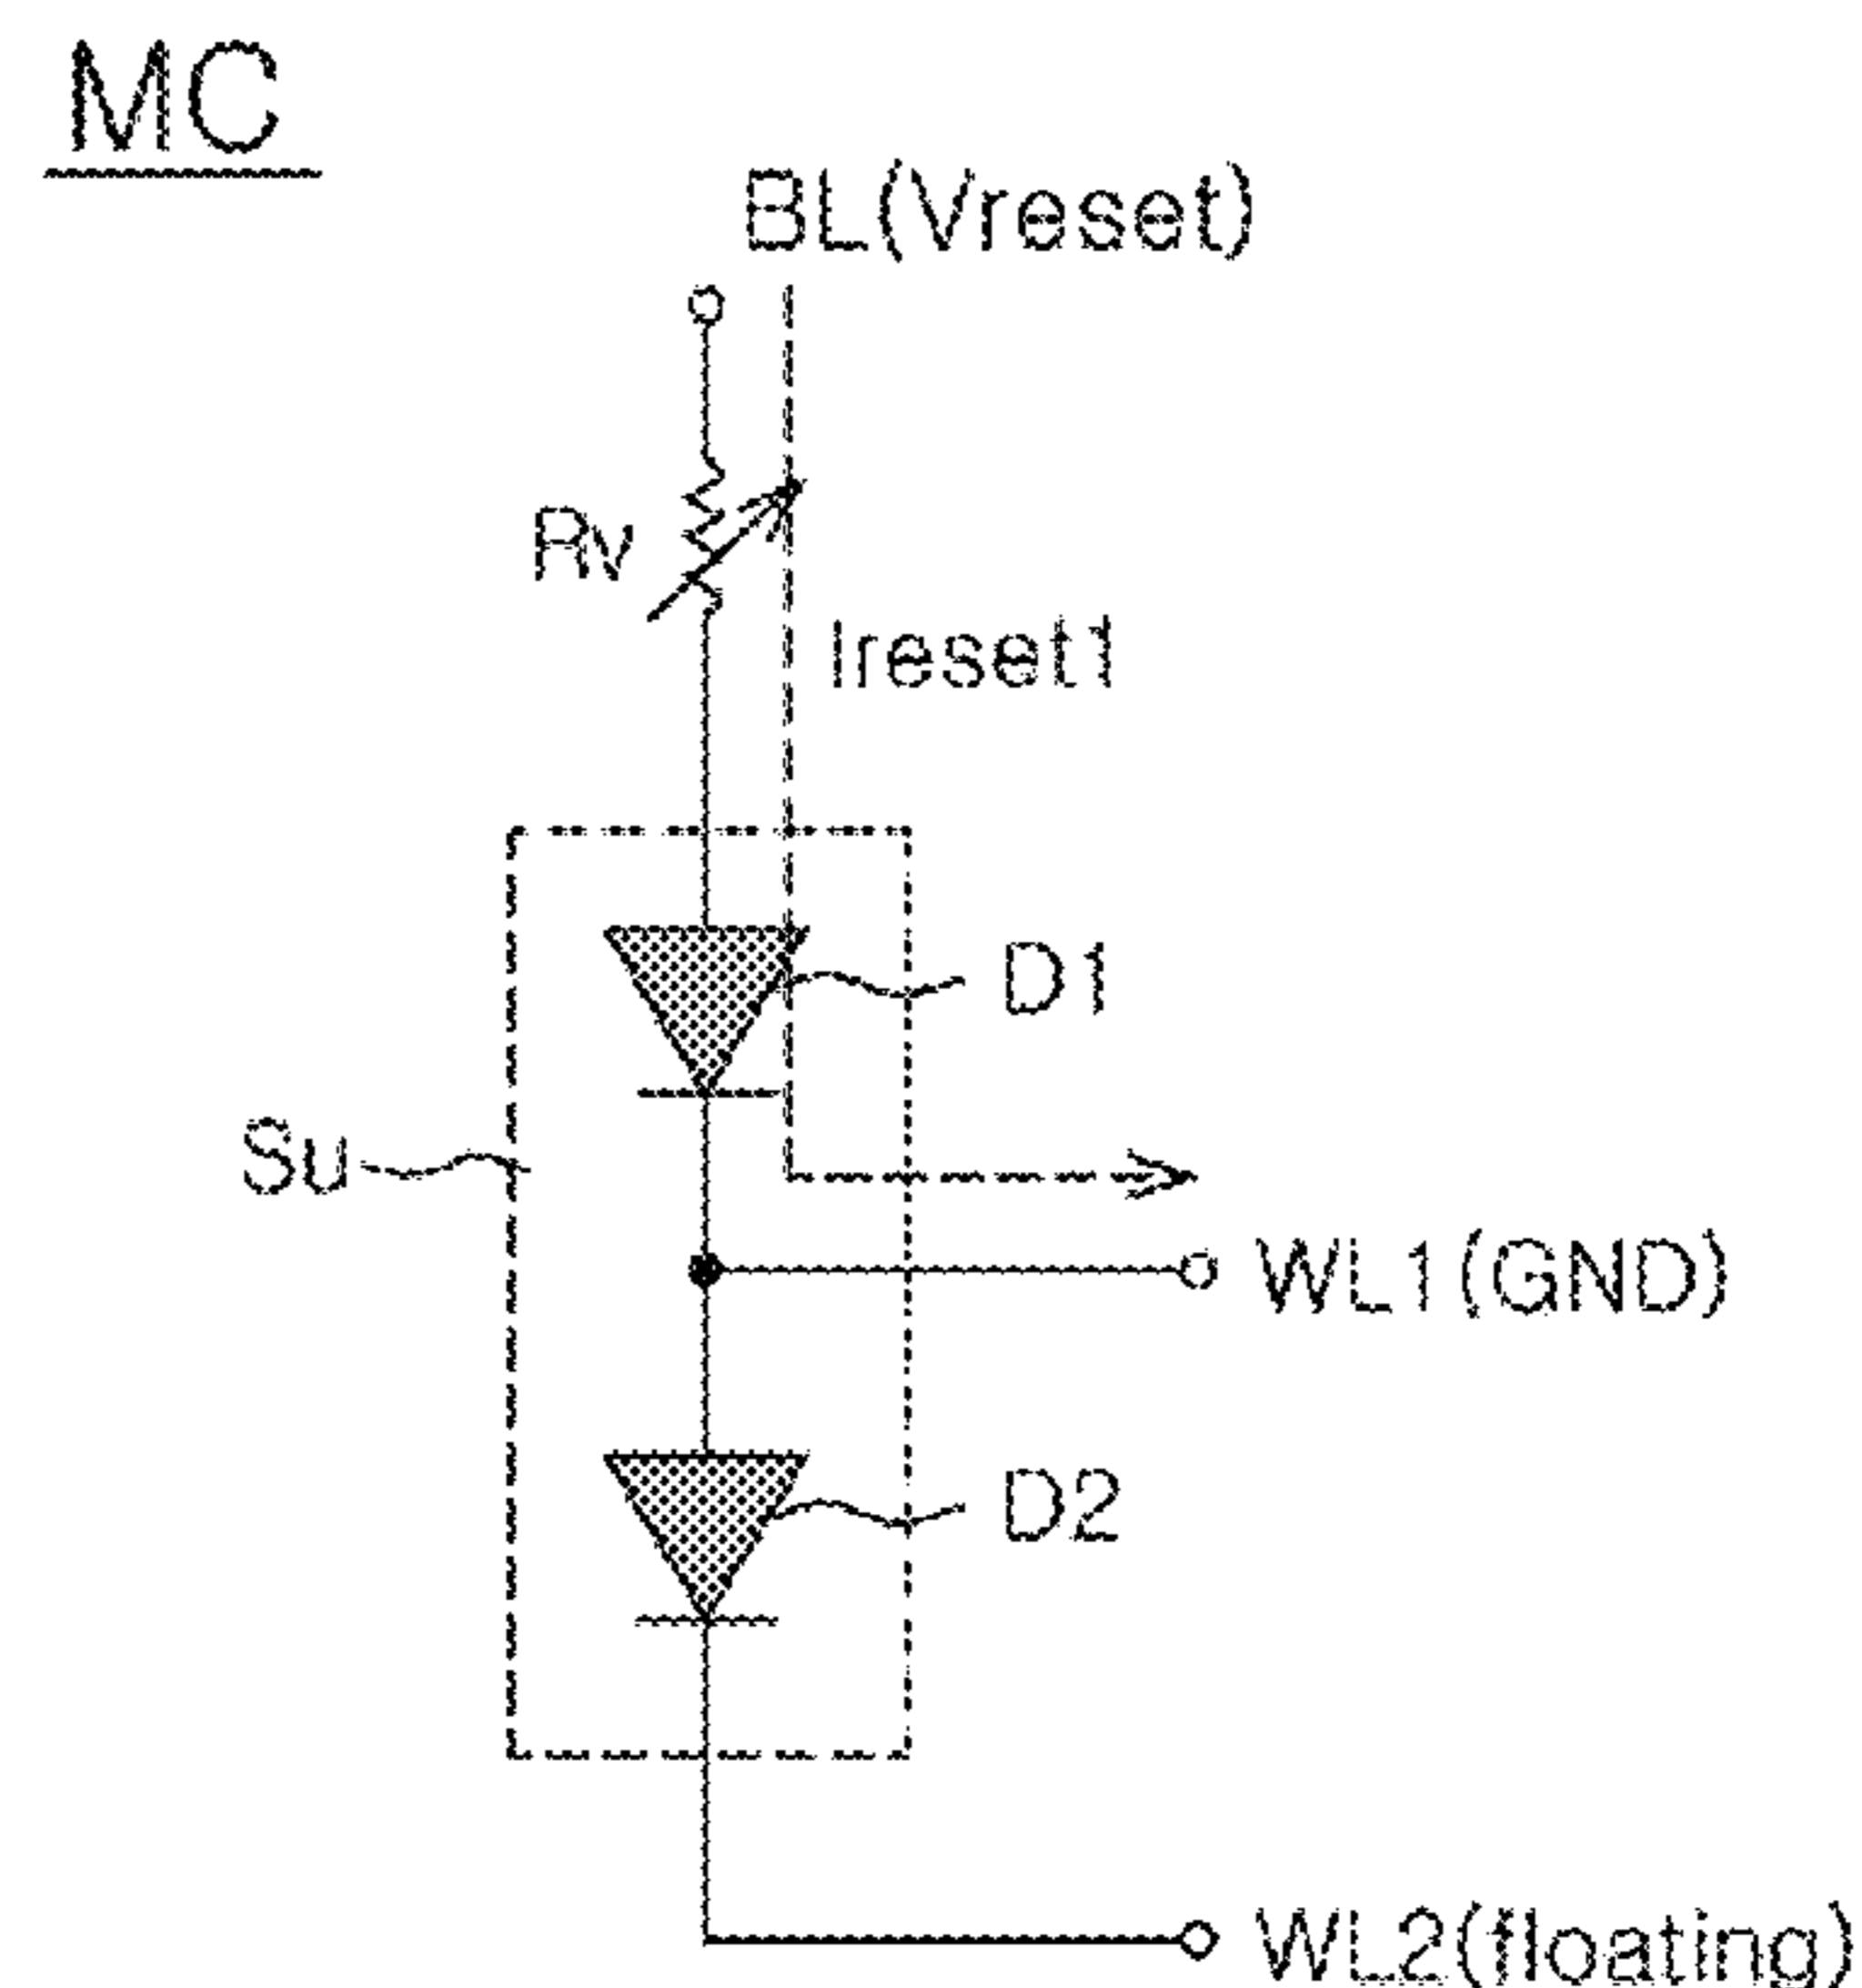 MC
BL(Vreset)
Rv
Ireset1
D1
Su
WL1(GND)
D2
WL2(floating)